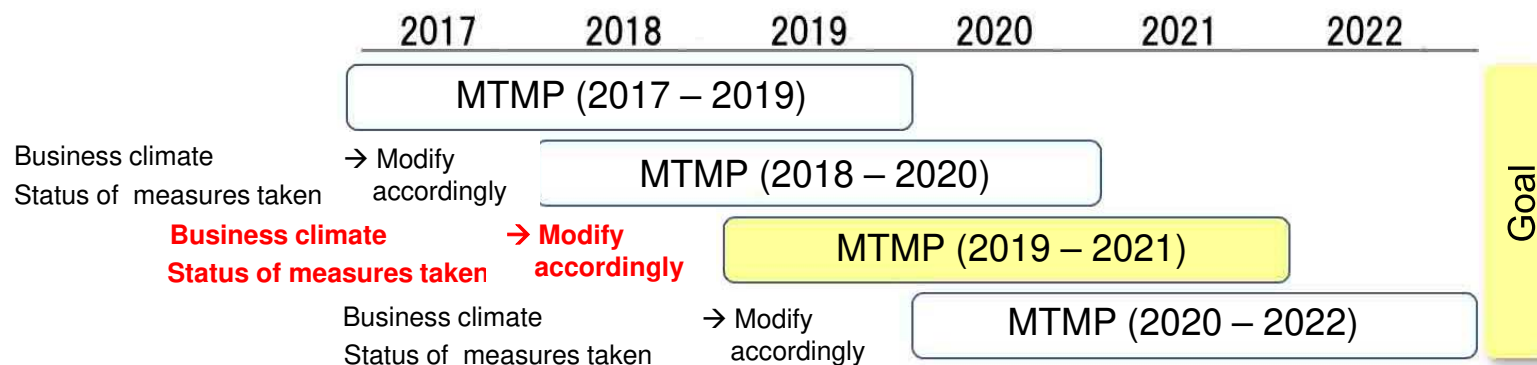 2017 2018 2019 2020 2021 2022
MTMP (2017 – 2019)
Business climate → Modify
Status of measures taken accordingly
MTMP (2018 – 2020)
Business climate → Modify
Status of measures taken accordingly
MTMP (2019 – 2021)
Business climate → Modify
Status of measures taken accordingly
MTMP (2020 – 2022)
Goal